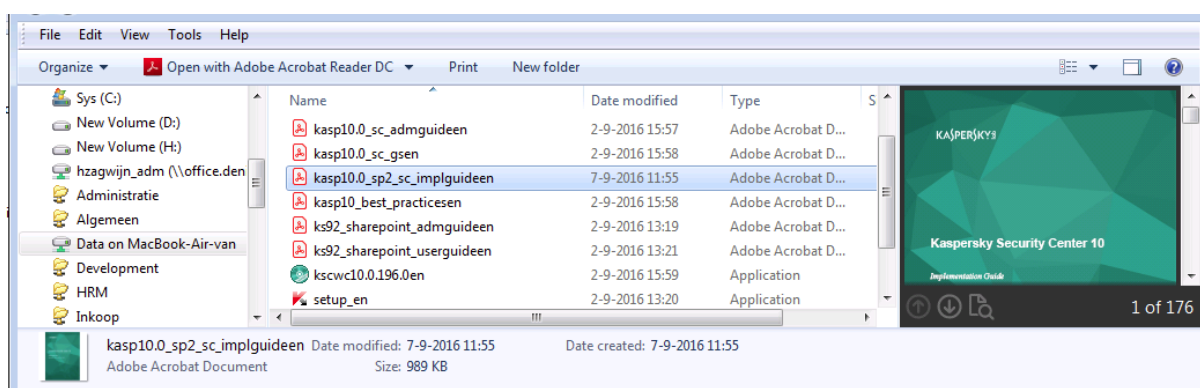 File Edit View Tools Help
Organize Open with Adobe Acrobat Reader DC Print New folder
Sys (C:)
New Volume (D:)
New Volume (H:)
hzagwijn_adm (\\office.den
Administratie
Algemeen
Data on MacBook-Air-van
Development
HRM
Inkoop
Name Date modified Type S
kasp10.0_sc_admguideen 2-9-2016 15:57 Adobe Acrobat D...
kasp10.0_sc_gsen 2-9-2016 15:58 Adobe Acrobat D...
kasp10.0_sp2_sc_implguideen 7-9-2016 11:55 Adobe Acrobat D...
kasp10_best_practicesen 2-9-2016 15:58 Adobe Acrobat D...
ks92_sharepoint_admguideen 2-9-2016 13:19 Adobe Acrobat D...
ks92_sharepoint_userguideen 2-9-2016 13:21 Adobe Acrobat D...
kscwc10.0.196.0en 2-9-2016 15:59 Application
setup_en 2-9-2016 13:20 Application
KASPERSKY
Kaspersky Security Center 10
Implementation Guide
1 of 176
kasp10.0_sp2_sc_implguideen Date modified: 7-9-2016 11:55 Date created: 7-9-2016 11:55
Adobe Acrobat Document Size: 989 KB